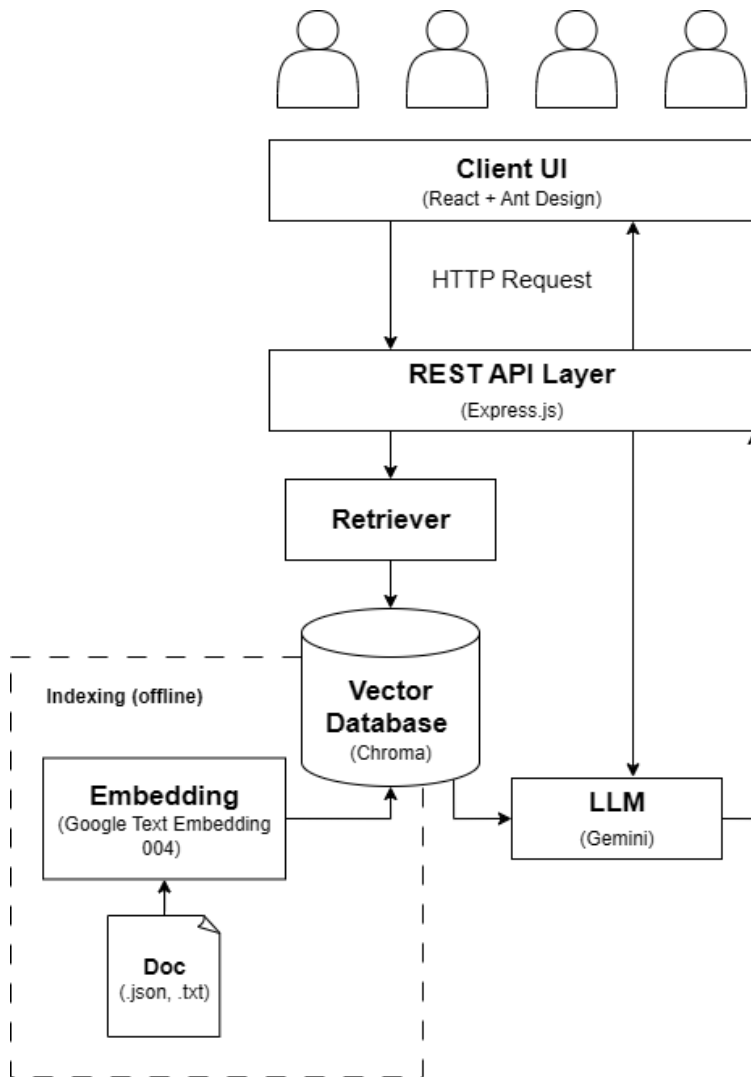 Client UI
(React + Ant Design)
HTTP Request
REST API Layer
(Express.js)
Retriever
Vector
Database
(Chroma)
Indexing (offline)
Embedding
(Google Text Embedding
004)
LLM
(Gemini)
Doc
(.json, .txt)